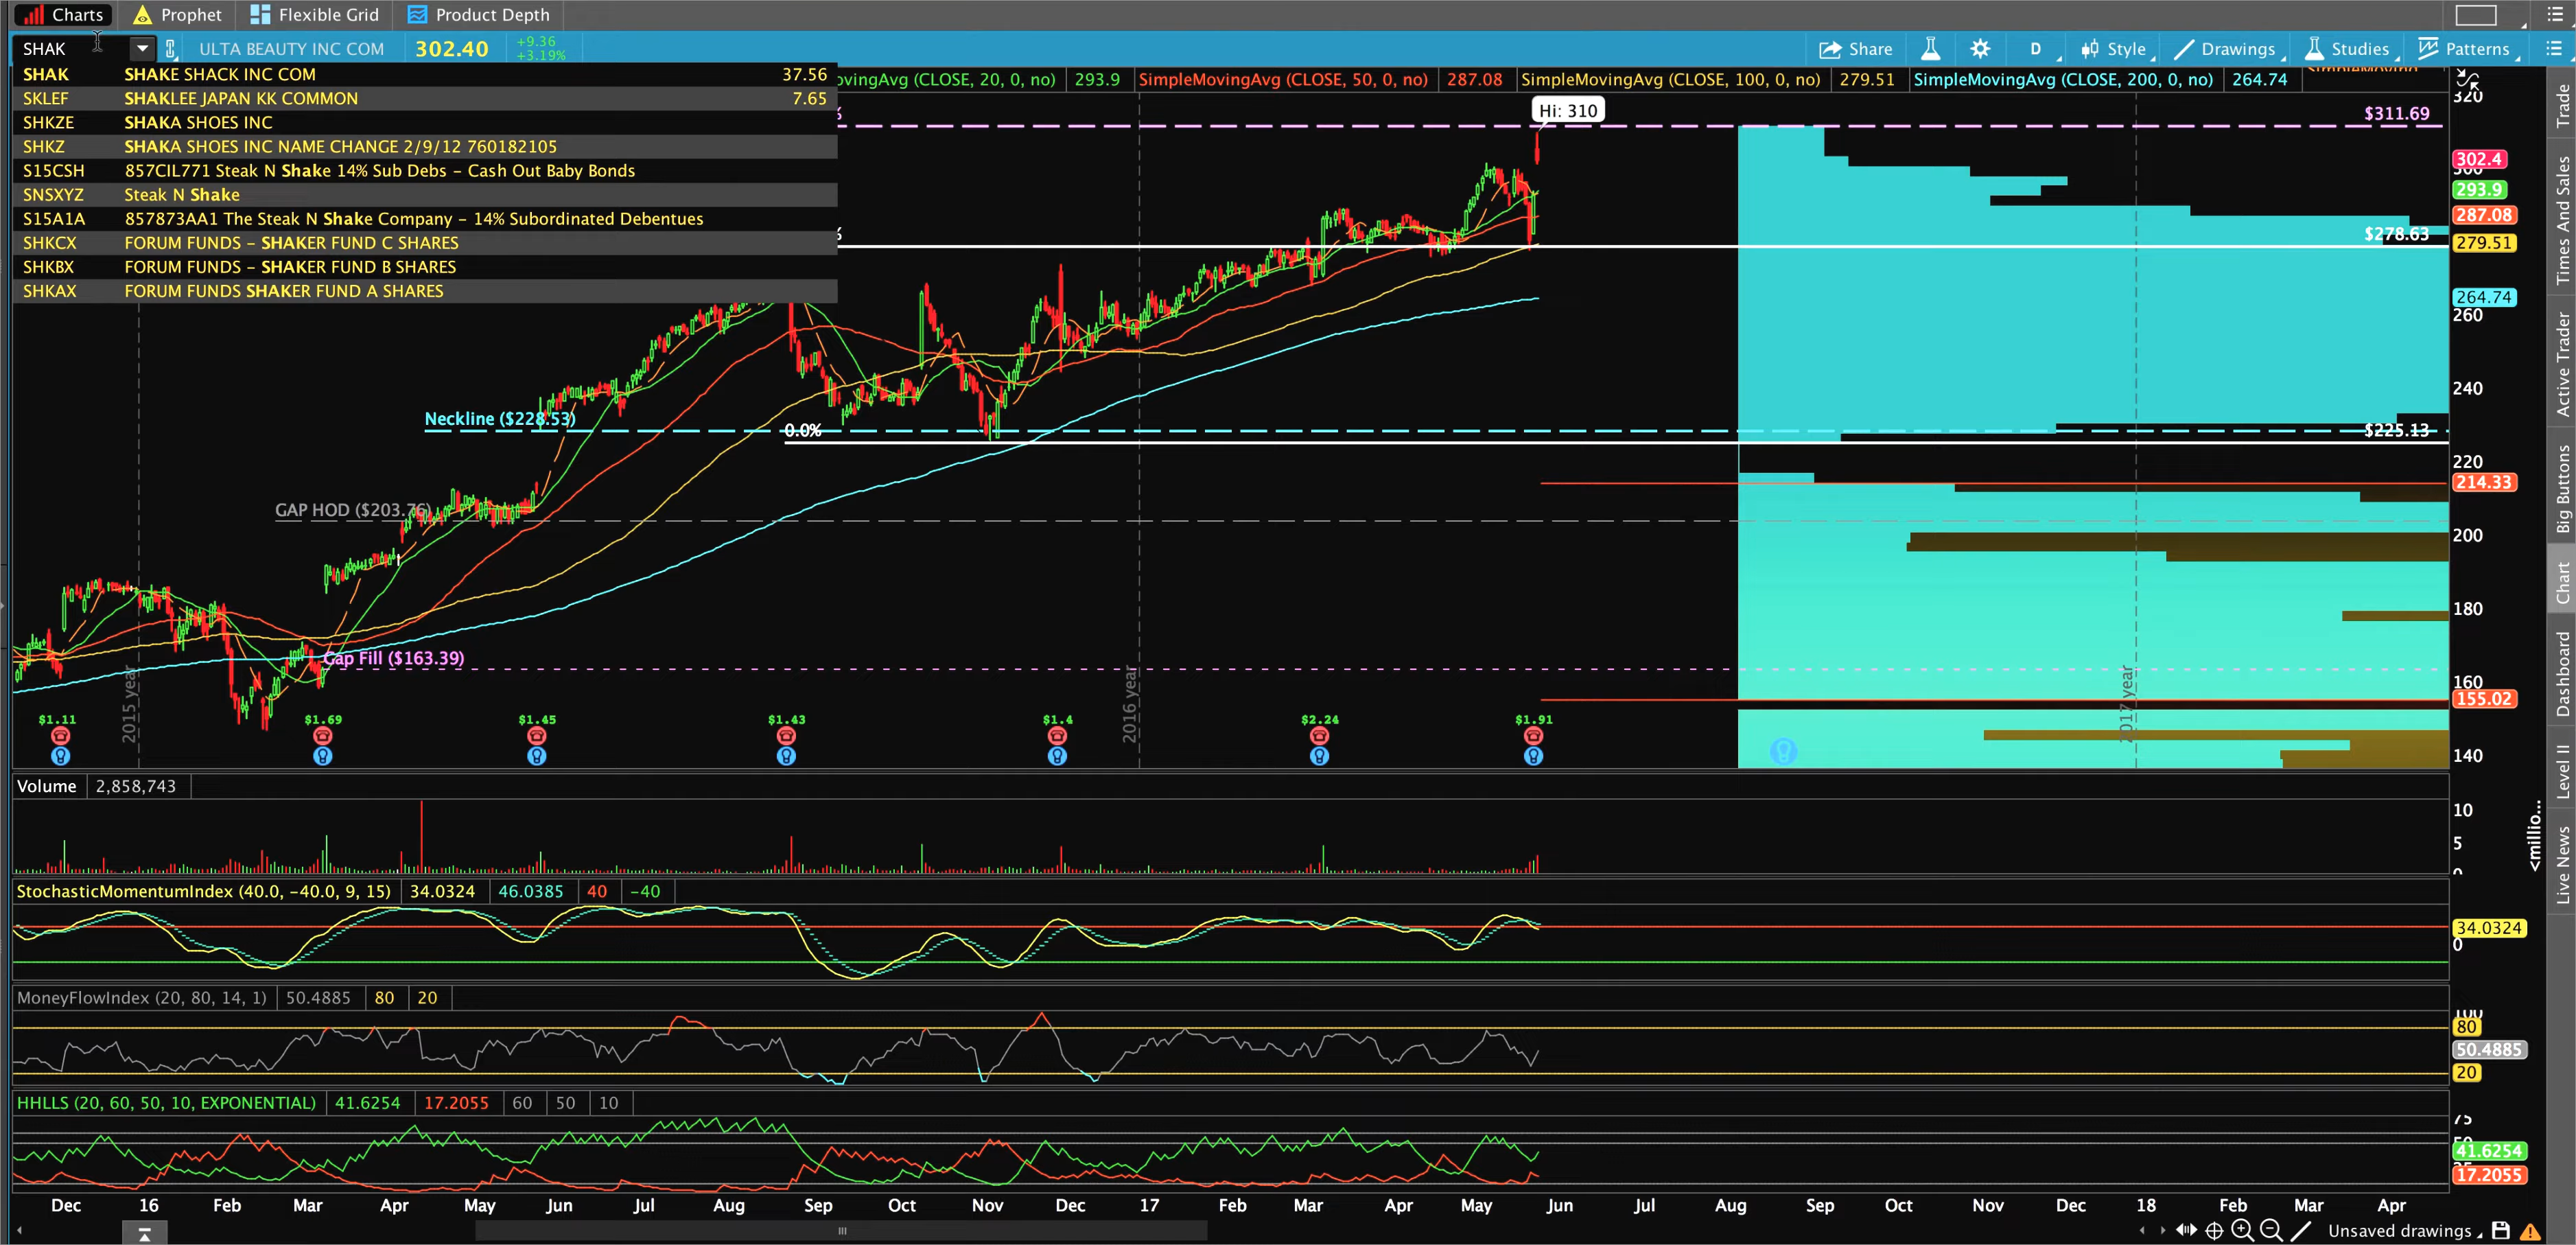 Charts Prophet Flexible Grid Product Depth
SHAK ULTA BEAUTY INC COM 302.40 +9.36 +3.19% Share D Style Drawings Studies Patterns
SHAK SHAKE SHACK INC COM 37.56
SKLEF SHAKLEE JAPAN KK COMMON 7.65
SHKZE SHAKA SHOES INC
SHKZ SHAKA SHOES INC NAME CHANGE 2/9/12 760182105
S15CSH 857CIL771 Steak N Shake 14% Sub Debs - Cash Out Baby Bonds
SNSXYZ Steak N Shake
S15A1A 857873AA1 The Steak N Shake Company - 14% Subordinated Debentures
SHKCX FORUM FUNDS - SHAKER FUND C SHARES
SHKBX FORUM FUNDS - SHAKER FUND B SHARES
SHKAX FORUM FUNDS SHAKER FUND A SHARES
ovingAvg (CLOSE, 20, 0, no) 293.9 SimpleMovingAvg (CLOSE, 50, 0, no) 287.08 SimpleMovingAvg (CLOSE, 100, 0, no) 279.51 SimpleMovingAvg (CLOSE, 200, 0, no) 264.74
Hi: 310
$311.69
320
302.4
300
293.9
287.08
$278.63
279.51
264.74
260
240
Neckline ($228.53)
0.0%
$225.13
220
214.33
GAP HOD ($203.76)
200
180
Gap Fill ($163.39)
160
155.02
140
2015 year
2016 year
2017 year
$1.11 $1.69 $1.45 $1.43 $1.4 $2.24 $1.91
Volume 2,858,743
10
5
0
<millio...
StochasticMomentumIndex (40.0, -40.0, 9, 15) 34.0324 46.0385 40 -40
34.0324
0
MoneyFlowIndex (20, 80, 14, 1) 50.4885 80 20
100
80
50.4885
20
HHLLS (20, 60, 50, 10, EXPONENTIAL) 41.6254 17.2055 60 50 10
75
50
41.6254
25
17.2055
Dec 16 Feb Mar Apr May Jun Jul Aug Sep Oct Nov Dec 17 Feb Mar Apr May Jun Jul Aug Sep Oct Nov Dec 18 Feb Mar Apr
Unsaved drawings
Trade
Times And Sales
Active Trader
Big Buttons
Chart
Dashboard
Level II
Live News